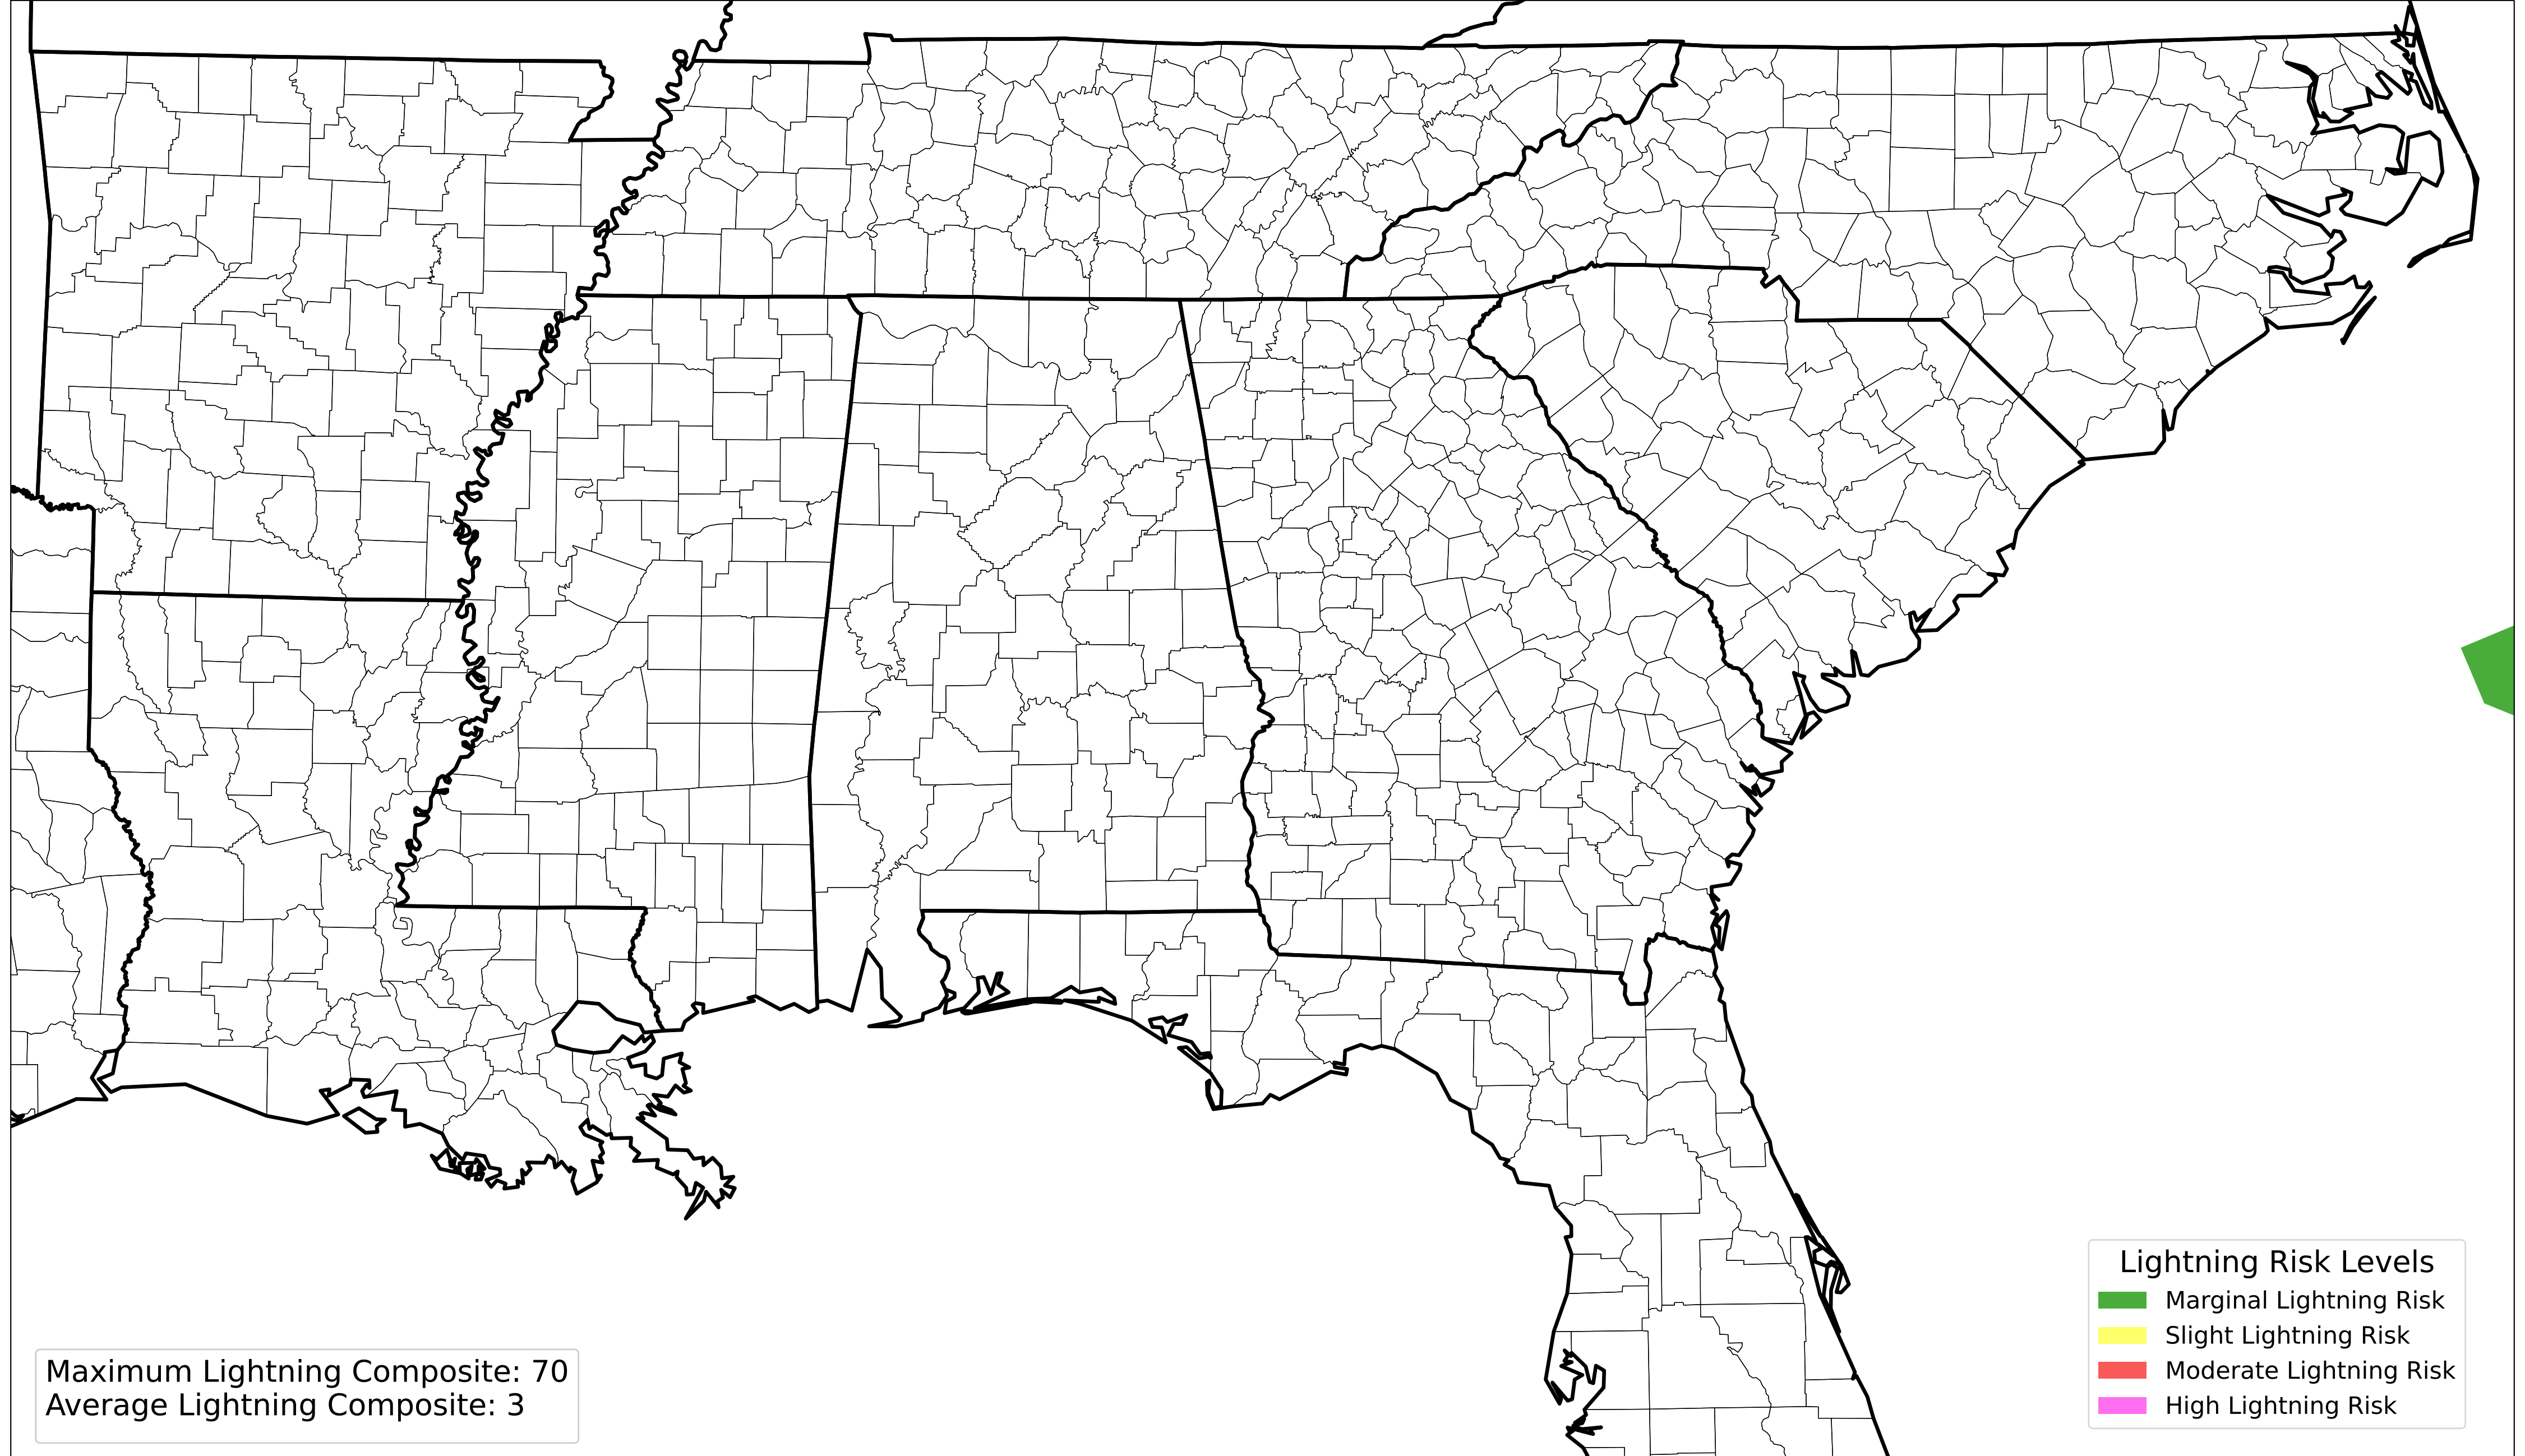 Lightning Risk Levels
Marginal Lightning Risk
Slight Lightning Risk
Moderate Lightning Risk
High Lightning Risk
Maximum Lightning Composite: 70
Average Lightning Composite: 3